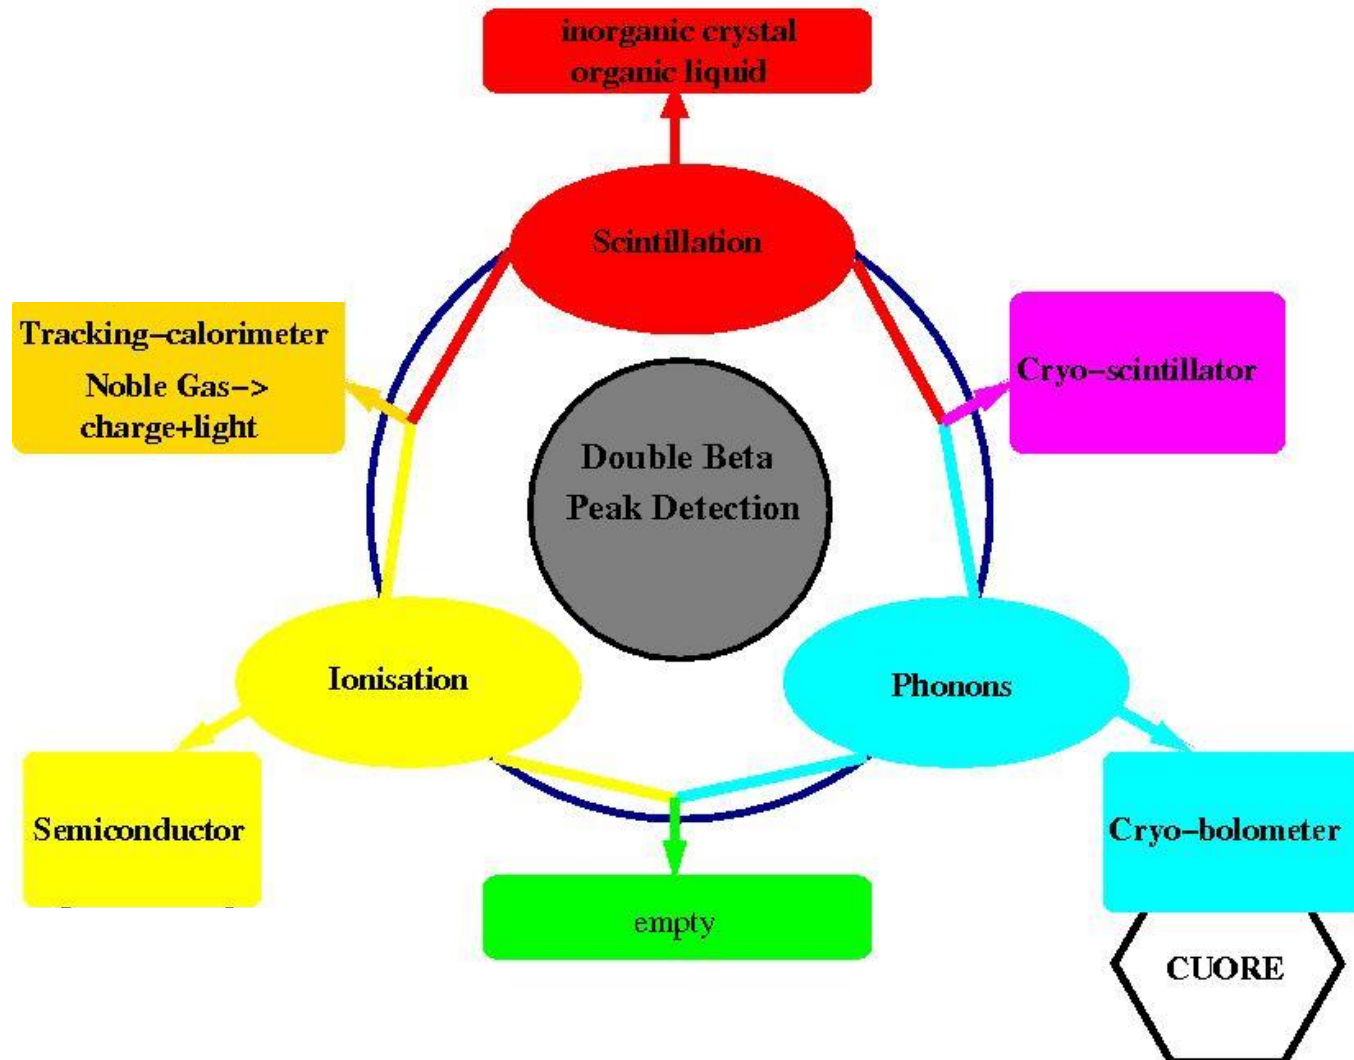 inorganic crystal
organic liquid
Scintillation
Tracking–calorimeter
Noble Gas–>
charge+light
Cryo–scintillator
Double Beta
Peak Detection
Ionisation
Phonons
Semiconductor
Cryo–bolometer
empty
CUORE